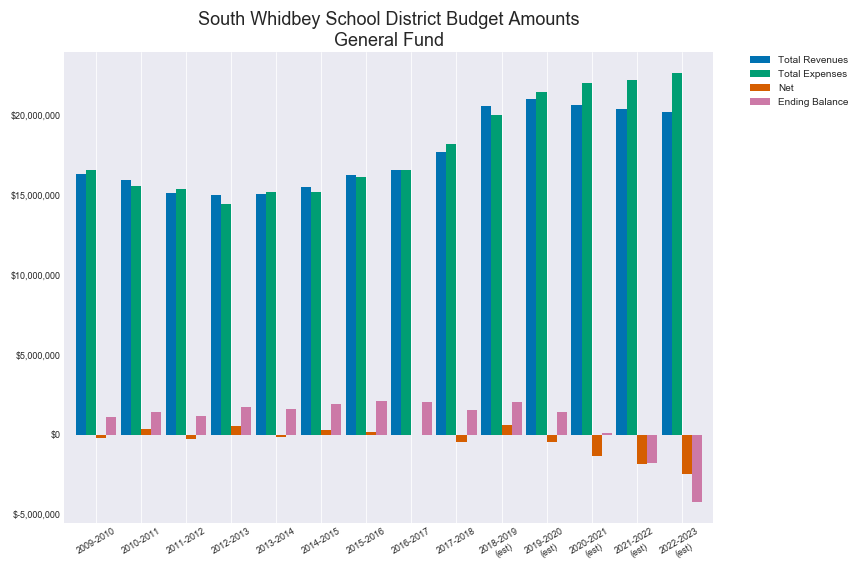 South Whidbey School District Budget Amounts
General Fund
Total Revenues
Total Expenses
Net
Ending Balance
$20,000,000
$15,000,000
$10,000,000
$5,000,000
$0
$-5,000,000
2009-2010
2010-2011
2011-2012
2012-2013
2013-2014
2014-2015
2015-2016
2016-2017
2017-2018
2018-2019
(est)
2019-2020
(est)
2020-2021
(est)
2021-2022
(est)
2022-2023
(est)